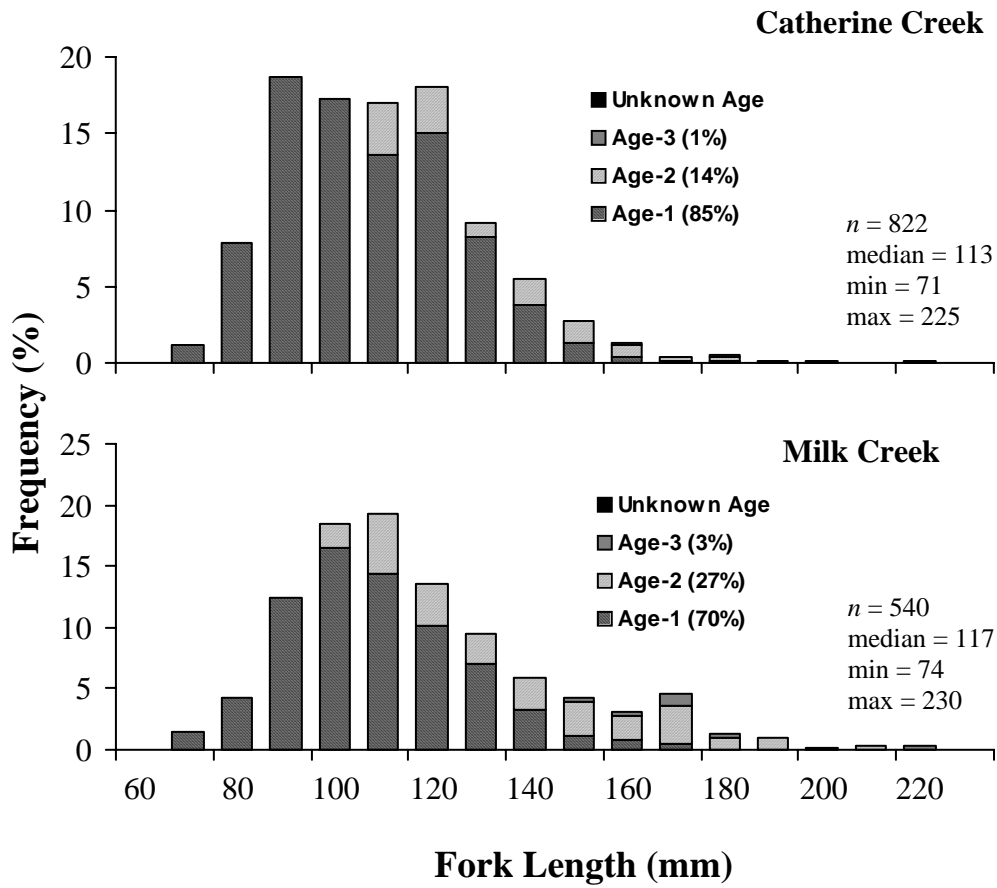 Catherine Creek
20
15
10
5
0
Unknown Age
Age-3 (1%)
Age-2 (14%)
Age-1 (85%)
n = 822
median = 113
min = 71
max = 225
Frequency (%)
Milk Creek
25
20
15
10
5
0
Unknown Age
Age-3 (3%)
Age-2 (27%)
Age-1 (70%)
n = 540
median = 117
min = 74
max = 230
60 80 100 120 140 160 180 200 220
Fork Length (mm)